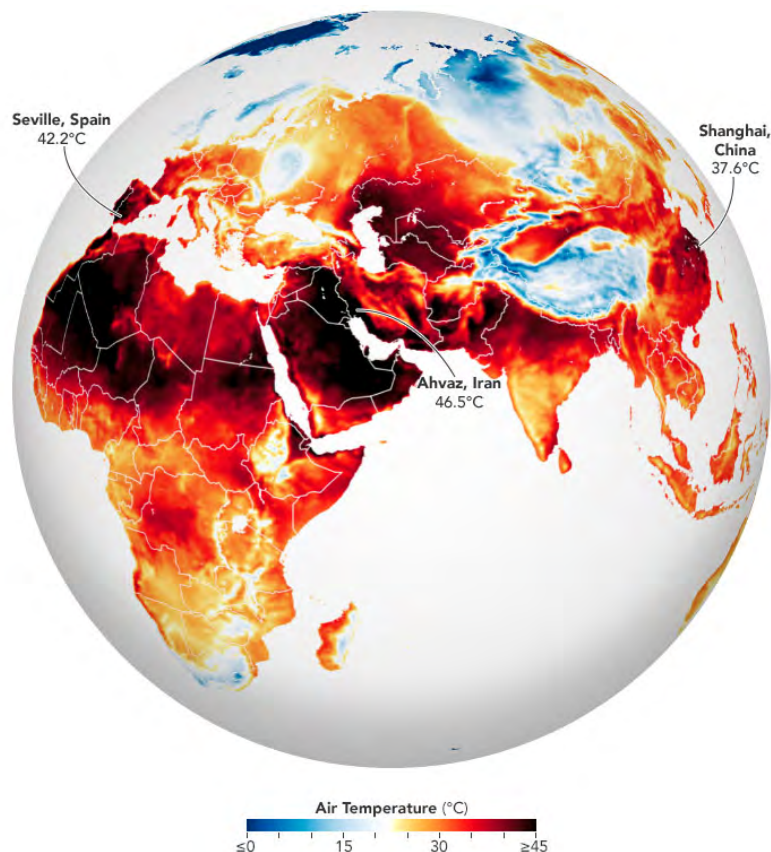 Seville, Spain
42.2°C
Shanghai,
China
37.6°C
Ahvaz, Iran
46.5°C
Air Temperature (°C)
≤0 15 30 ≥45